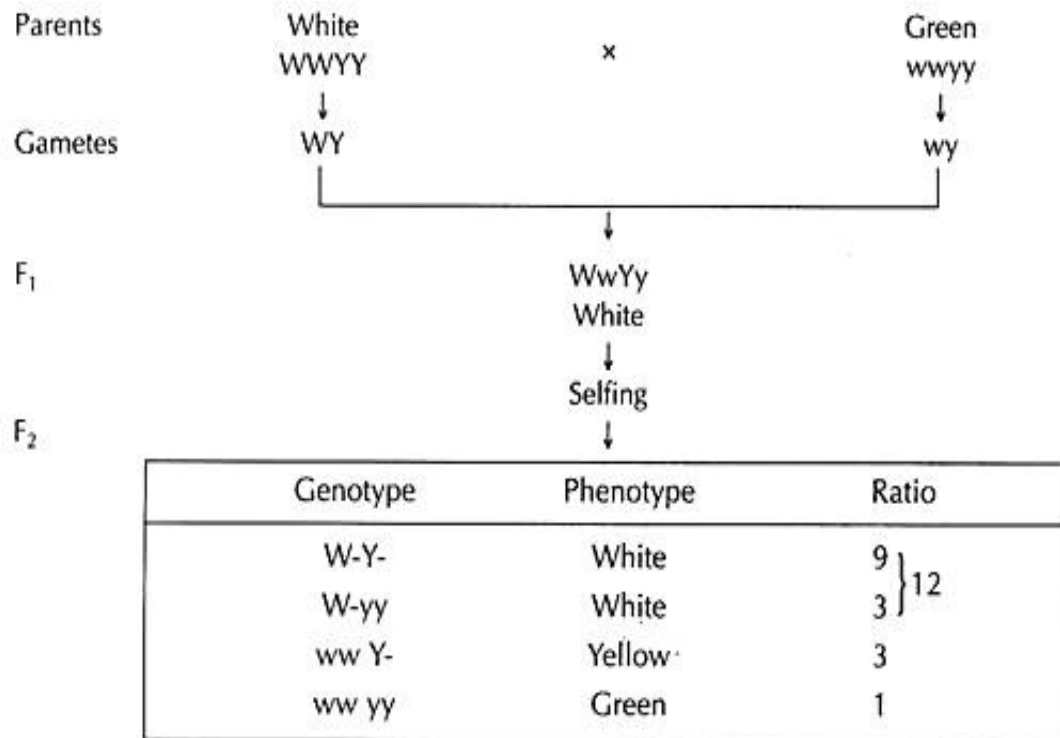 Parents White × Green
WWYY wwyy
Gametes WY wy
F₁ WwYy
White
Selfing
F₂
Genotype Phenotype Ratio
W-Y- White 9
W-yy White 3 }12
ww Y- Yellow 3
ww yy Green 1